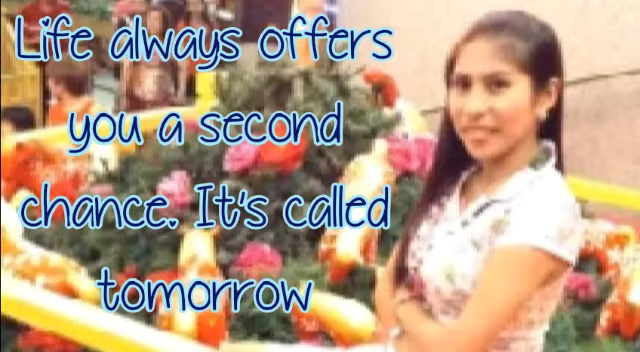 Life always offers
you a second
chance. It's called
tomorrow